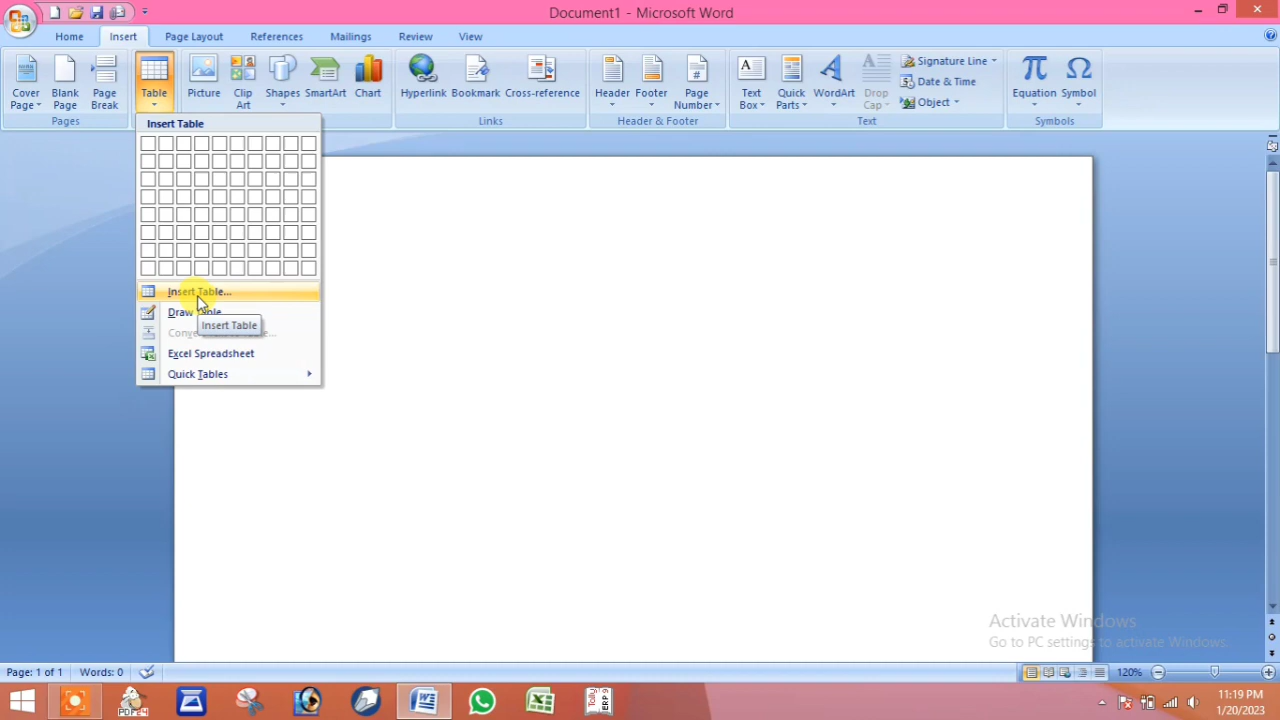 Document1 - Microsoft Word
Home Insert Page Layout References Mailings Review View
Cover Page
Blank Page
Page Break
Table
Picture
Clip Art
Shapes
SmartArt
Chart
Hyperlink
Bookmark
Cross-reference
Header
Footer
Page Number
Text Box
Quick Parts
WordArt
Drop Cap
Signature Line
Date & Time
Object
Equation
Symbol
Pages
Links
Header & Footer
Text
Symbols
Insert Table
Insert Table...
Draw Table
Insert Table
Excel Spreadsheet
Quick Tables
Activate Windows
Go to PC settings to activate Windows.
Page: 1 of 1 Words: 0 120%
PDF24
11:19 PM
1/20/2023